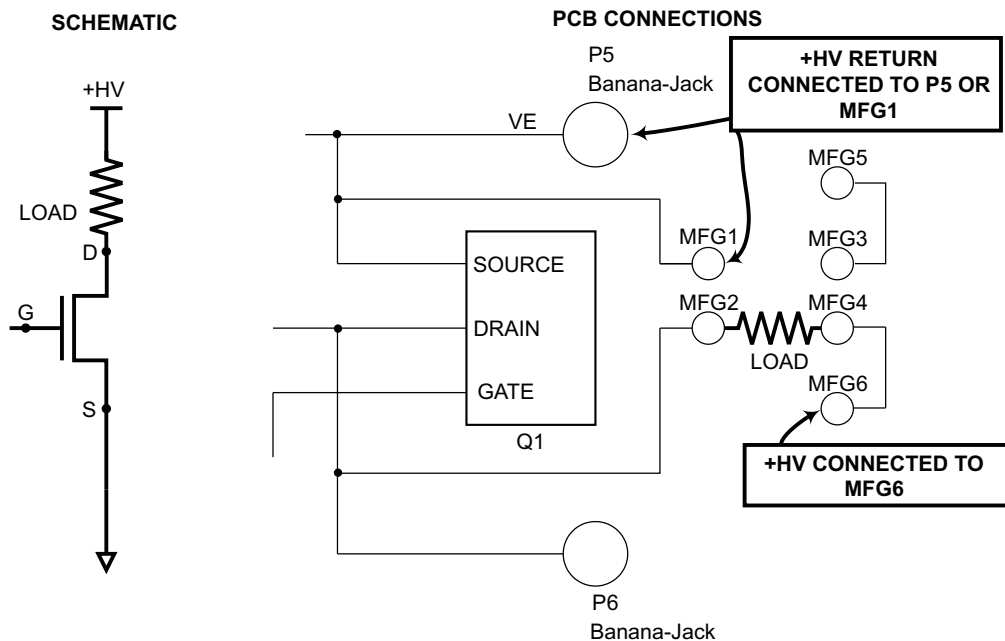 SCHEMATIC
+HV
LOAD
D
G
S
PCB CONNECTIONS
P5
Banana-Jack
VE
+HV RETURN
CONNECTED TO P5 OR
MFG1
MFG5
MFG1
MFG3
SOURCE
DRAIN
GATE
Q1
MFG2
MFG4
LOAD
MFG6
+HV CONNECTED TO
MFG6
P6
Banana-Jack